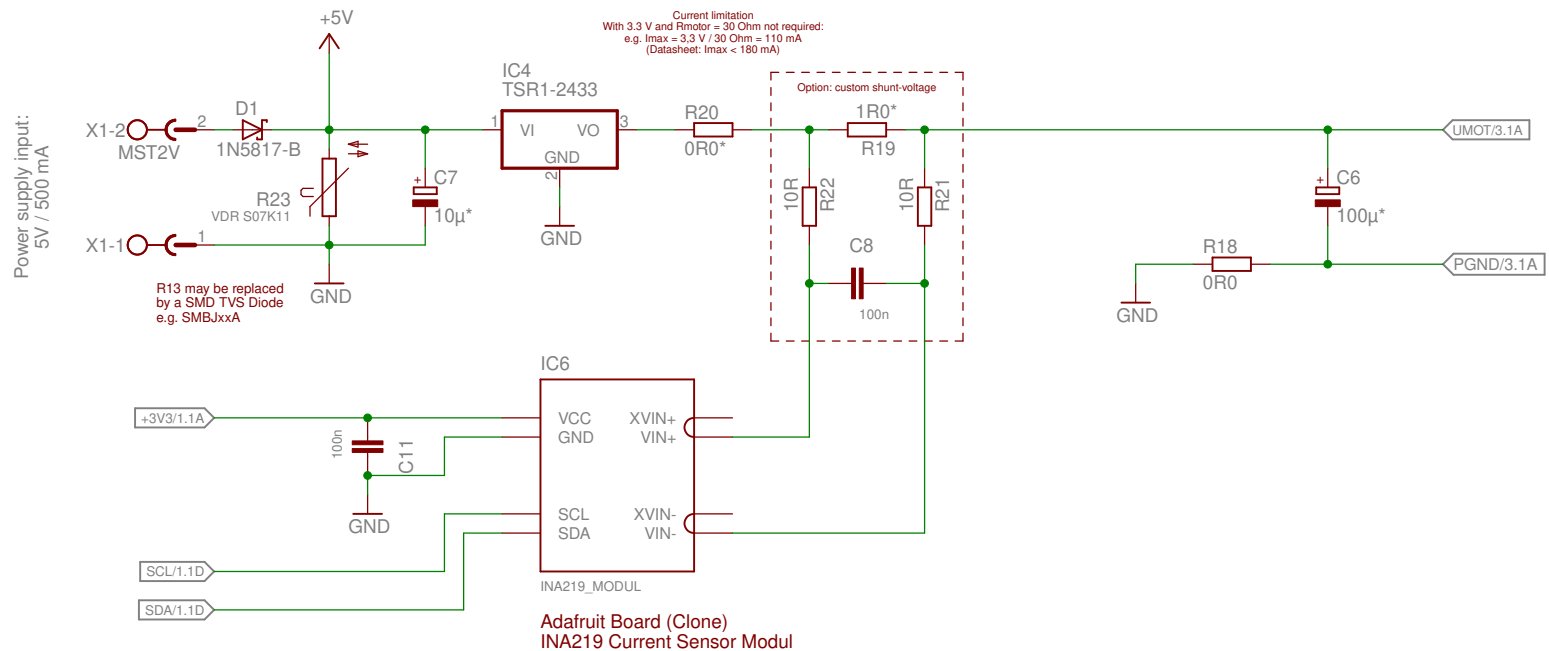 +5V
Current limitation
With 3.3 V and Rmotor = 30 Ohm not required:
e.g. Imax = 3,3 V / 30 Ohm = 110 mA
(Datasheet: Imax < 180 mA)
Power supply input:
5V / 500 mA
X1-2
2
MST2V
D1
1N5817-B
IC4
TSR1-2433
1
VI
VO
3
GND
2
GND
R20
0R0*
Option: custom shunt-voltage
1R0*
R19
UMOT/3.1A
R23
VDR S07K11
+
C7
10µ*
10R
R22
10R
R21
+
C6
100µ*
X1-1
1
GND
C8
100n
R18
0R0
PGND/3.1A
GND
R13 may be replaced
by a SMD TVS Diode
e.g. SMBJxxA
IC6
+3V3/1.1A
VCC
XVIN+
GND
VIN+
100n
C11
GND
SCL
XVIN-
SDA
VIN-
SCL/1.1D
SDA/1.1D
INA219_MODUL
Adafruit Board (Clone)
INA219 Current Sensor Modul